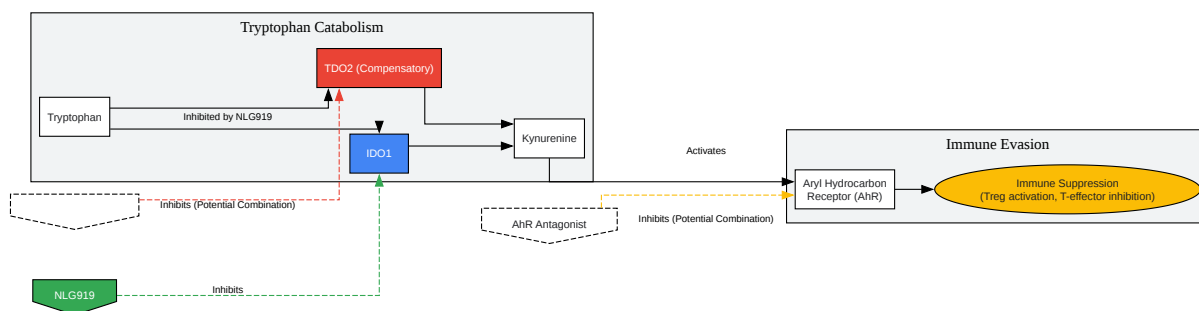 Tryptophan Catabolism
TDO2 (Compensatory)
Tryptophan
Inhibited by NLG919
Kynurenine
IDO1
Activates
Immune Evasion
Aryl Hydrocarbon
Receptor (AhR)
Immune Suppression
(Treg activation, T-effector inhibition)
Inhibits (Potential Combination)
AhR Antagonist
Inhibits (Potential Combination)
NLG919
Inhibits